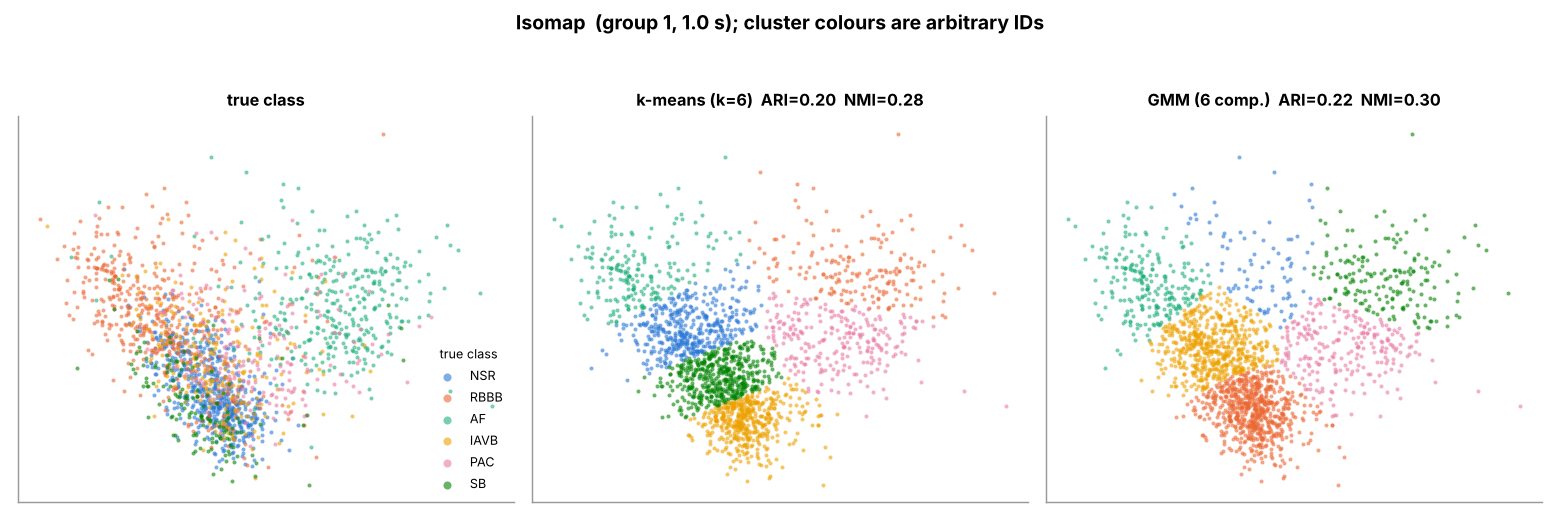 Isomap (group 1, 1.0 s); cluster colours are arbitrary IDs
true class
k-means (k=6) ARI=0.20 NMI=0.28
GMM (6 comp.) ARI=0.22 NMI=0.30
true class
NSR
RBBB
AF
IAVB
PAC
SB